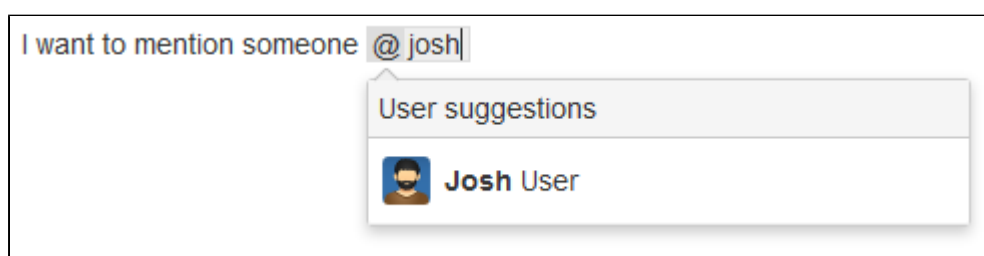 I want to mention someone @ josh
User suggestions
Josh User